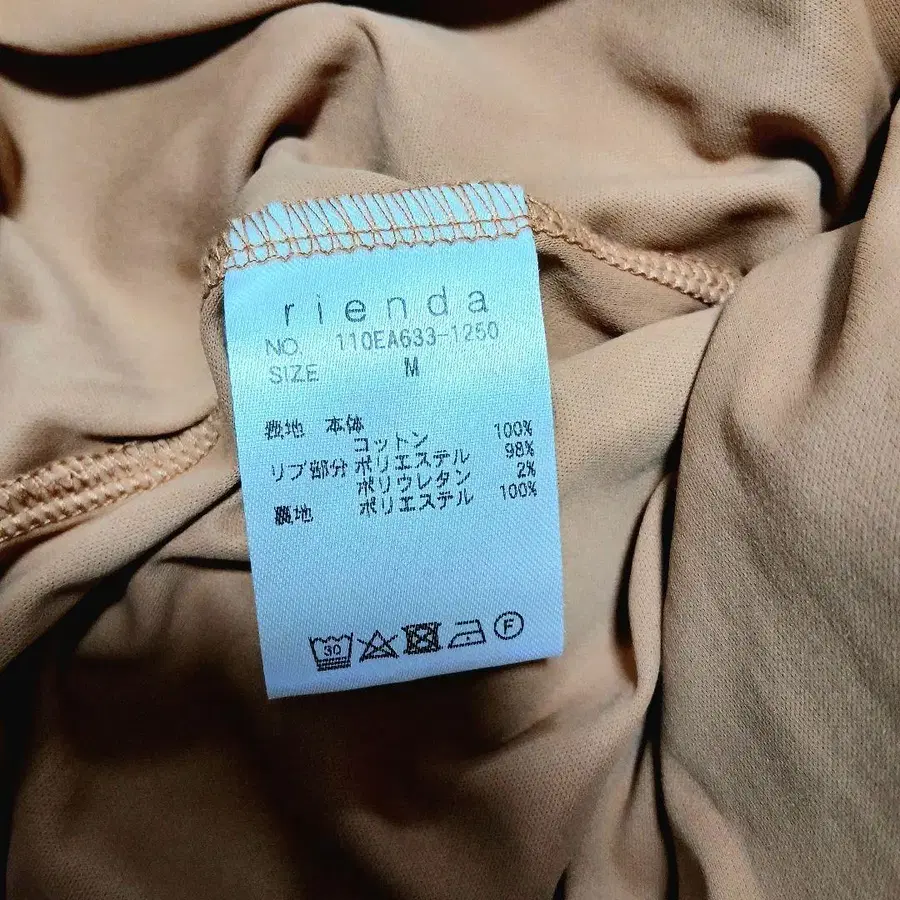 rienda
NO. 110EA633-1250
SIZE M
表地 本体
コットン 100%
リブ部分 ポリエステル 98%
ポリウレタン 2%
裏地 ポリエステル 100%
30 F